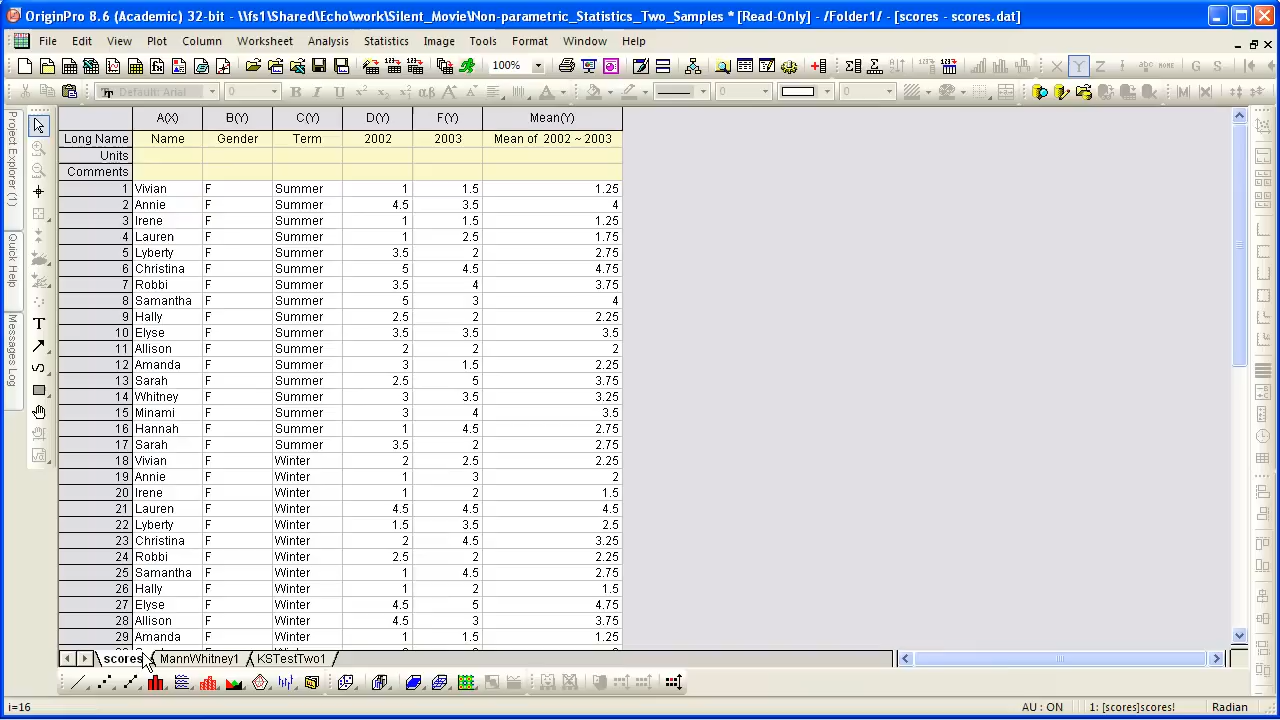 OriginPro 8.6 (Academic) 32-bit - \\fs1\Shared\Echo\work\Silent_Movie\Non-parametric_Statistics_Two_Samples * [Read-Only] - /Folder1/ - [scores - scores.dat]
File Edit View Plot Column Worksheet Analysis Statistics Image Tools Format Window Help
100%
Default: Arial 0 B I U 0 0
Project Explorer (1)
Quick Help
Messages Log
A(X) B(Y) C(Y) D(Y) F(Y) Mean(Y)
Long Name Name Gender Term 2002 2003 Mean of 2002 ~ 2003
Units
Comments
1 Vivian F Summer 1 1.5 1.25
2 Annie F Summer 4.5 3.5 4
3 Irene F Summer 1 1.5 1.25
4 Lauren F Summer 1 2.5 1.75
5 Lyberty F Summer 3.5 2 2.75
6 Christina F Summer 5 4.5 4.75
7 Robbi F Summer 3.5 4 3.75
8 Samantha F Summer 5 3 4
9 Hally F Summer 2.5 2 2.25
10 Elyse F Summer 3.5 3.5 3.5
11 Allison F Summer 2 2 2
12 Amanda F Summer 3 1.5 2.25
13 Sarah F Summer 2.5 5 3.75
14 Whitney F Summer 3 3.5 3.25
15 Minami F Summer 3 4 3.5
16 Hannah F Summer 1 4.5 2.75
17 Sarah F Summer 3.5 2 2.75
18 Vivian F Winter 2 2.5 2.25
19 Annie F Winter 1 3 2
20 Irene F Winter 1 2 1.5
21 Lauren F Winter 4.5 4.5 4.5
22 Lyberty F Winter 1.5 3.5 2.5
23 Christina F Winter 2 4.5 3.25
24 Robbi F Winter 2.5 2 2.25
25 Samantha F Winter 1 4.5 2.75
26 Hally F Winter 1 2 1.5
27 Elyse F Winter 4.5 5 4.75
28 Allison F Winter 4.5 3 3.75
29 Amanda F Winter 1 1.5 1.25
scores MannWhitney1 KSTestTwo1
i=16 AU : ON 1: [scores]scores! Radian